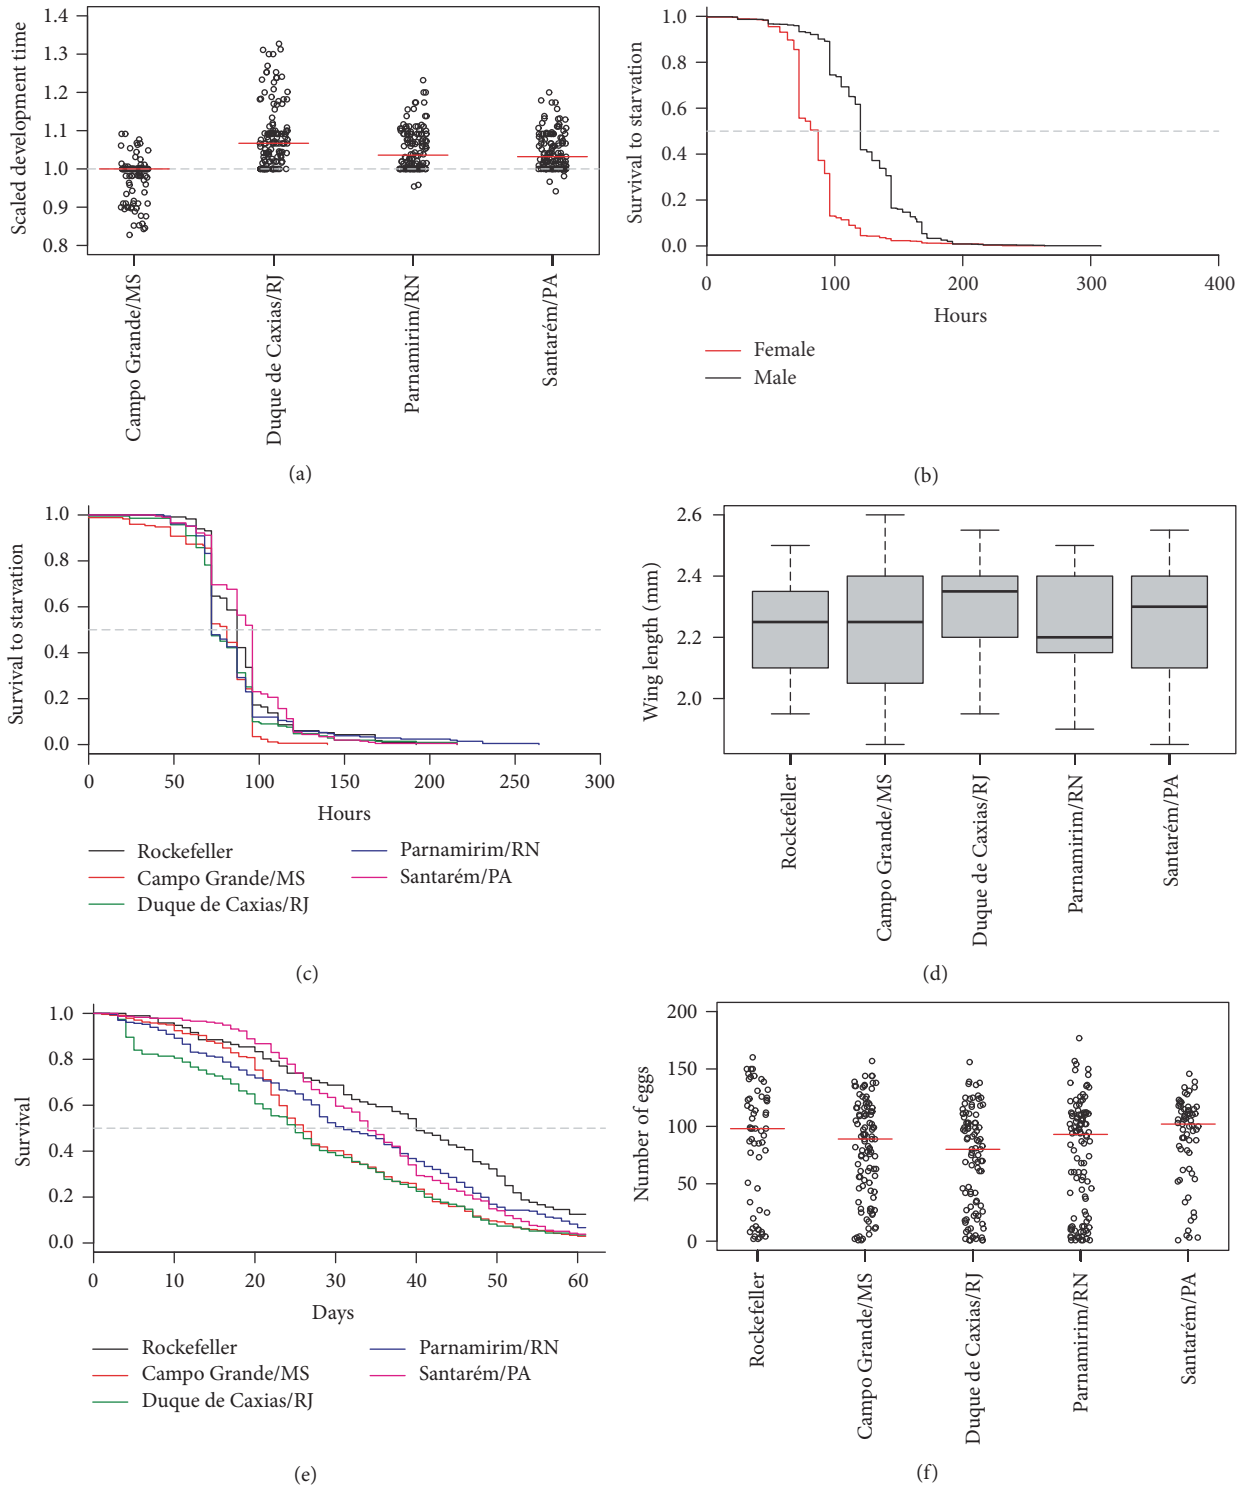 Scaled development time
1.4
1.3
1.2
1.1
1.0
0.9
0.8
Campo Grande/MS
Duque de Caxias/RJ
Parnamirim/RN
Santarém/PA
(a)
Survival to starvation
1.0
0.8
0.6
0.4
0.2
0.0
0
100
200
300
400
Hours
Female
Male
(b)
Survival to starvation
1.0
0.8
0.6
0.4
0.2
0.0
0
50
100
150
200
250
300
Hours
Rockefeller
Campo Grande/MS
Duque de Caxias/RJ
Parnamirim/RN
Santarém/PA
(c)
Wing length (mm)
2.6
2.4
2.2
2.0
Rockefeller
Campo Grande/MS
Duque de Caxias/RJ
Parnamirim/RN
Santarém/PA
(d)
Survival
1.0
0.8
0.6
0.4
0.2
0.0
0
10
20
30
40
50
60
Days
Rockefeller
Campo Grande/MS
Duque de Caxias/RJ
Parnamirim/RN
Santarém/PA
(e)
Number of eggs
200
150
100
50
0
Rockefeller
Campo Grande/MS
Duque de Caxias/RJ
Parnamirim/RN
Santarém/PA
(f)